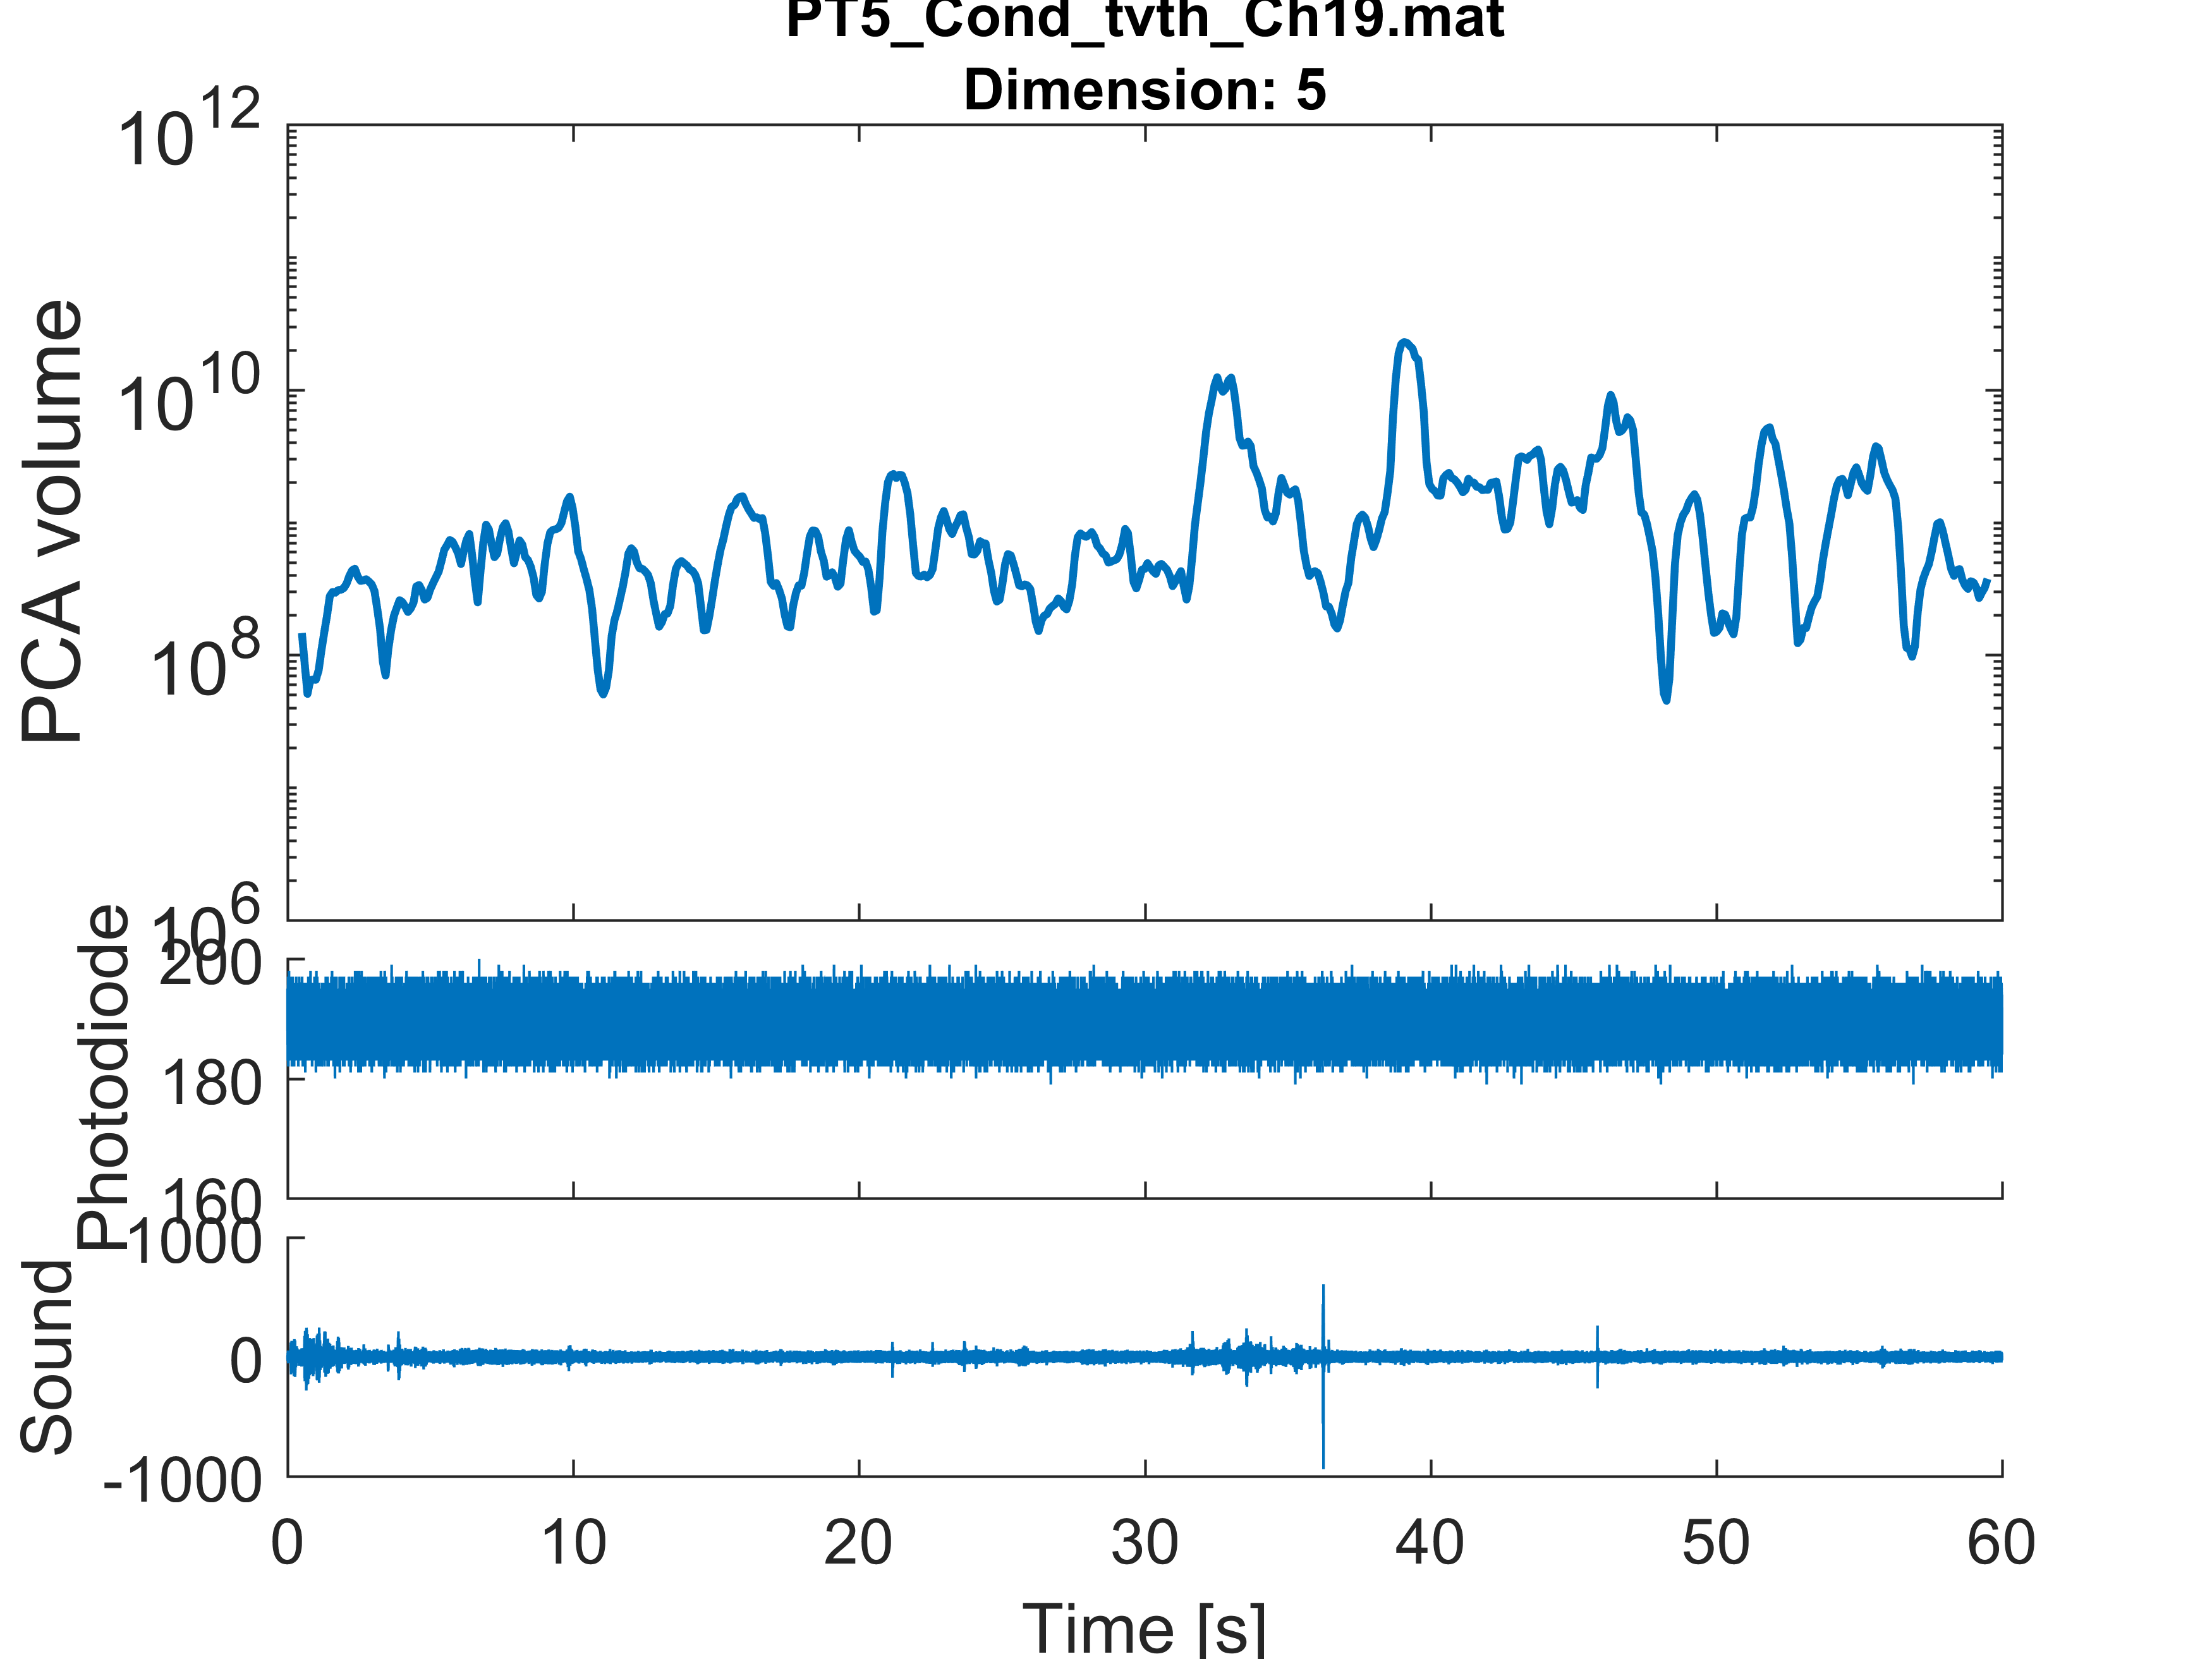 PT5_Cond_tvth_Ch19.mat
Dimension: 5
PCA volume
10^12
10^10
10^8
10^6
Photodiode
200
180
160
Sound
1000
0
-1000
0 10 20 30 40 50 60
Time [s]